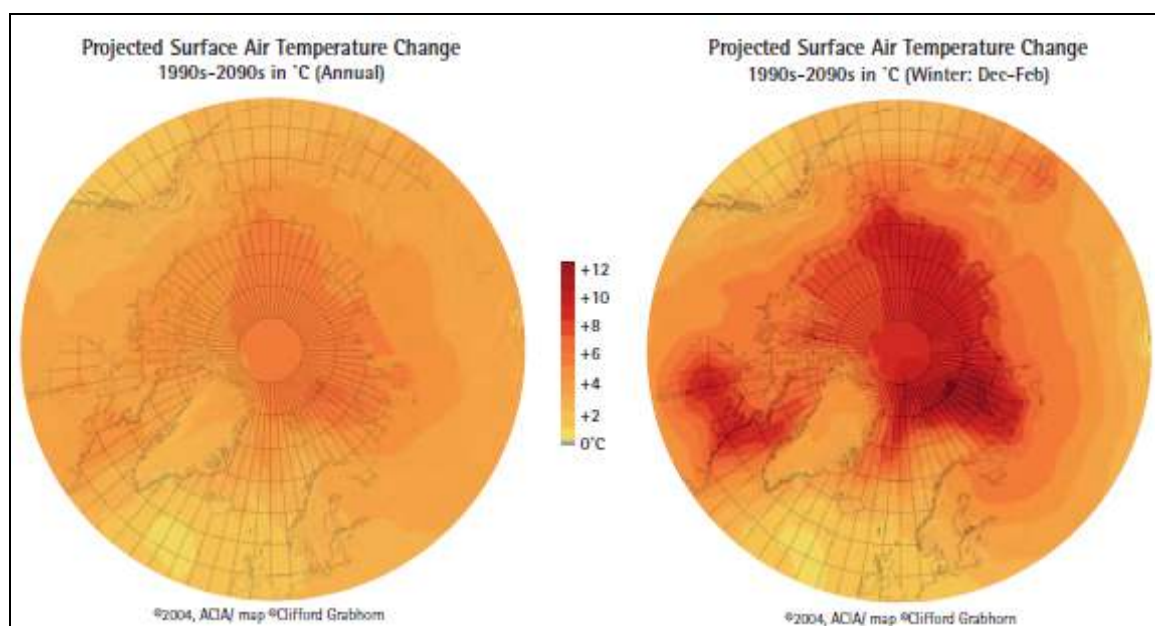 Projected Surface Air Temperature Change
1990s-2090s in °C (Annual)
Projected Surface Air Temperature Change
1990s-2090s in °C (Winter: Dec-Feb)
+12
+10
+8
+6
+4
+2
0°C
©2004, ACIA/ map ©Clifford Grabhorn
©2004, ACIA/ map ©Clifford Grabhorn